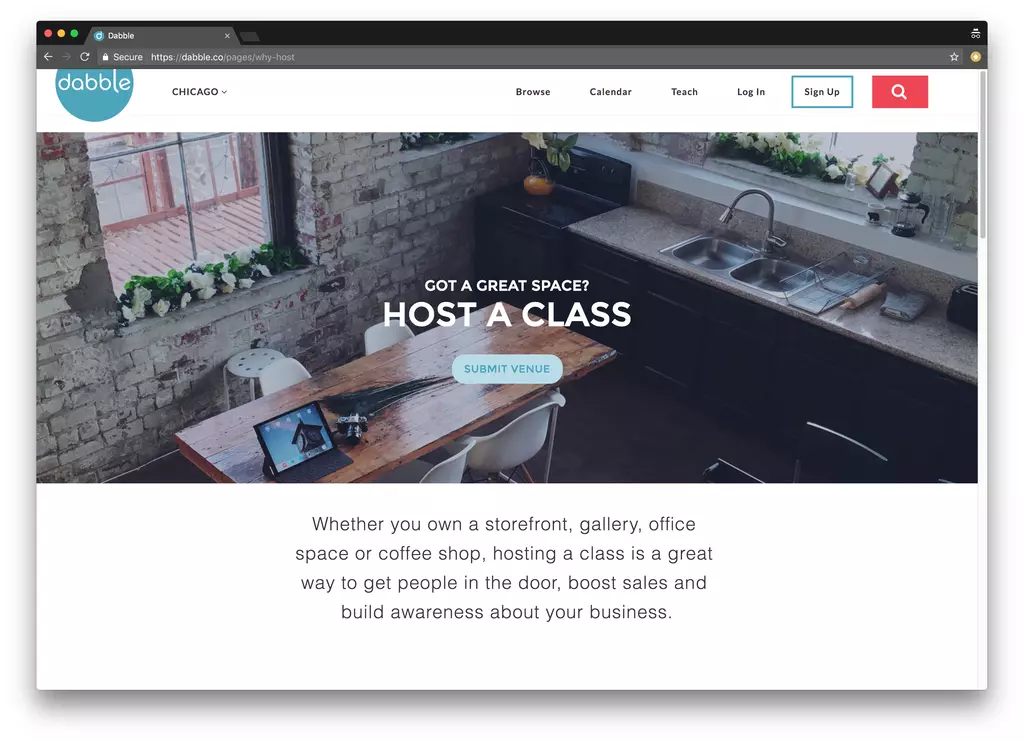 Dabble
Secure https://dabble.co/pages/why-host
dabble
CHICAGO
Browse
Calendar
Teach
Log In
Sign Up
GOT A GREAT SPACE?
HOST A CLASS
SUBMIT VENUE
Whether you own a storefront, gallery, office
space or coffee shop, hosting a class is a great
way to get people in the door, boost sales and
build awareness about your business.